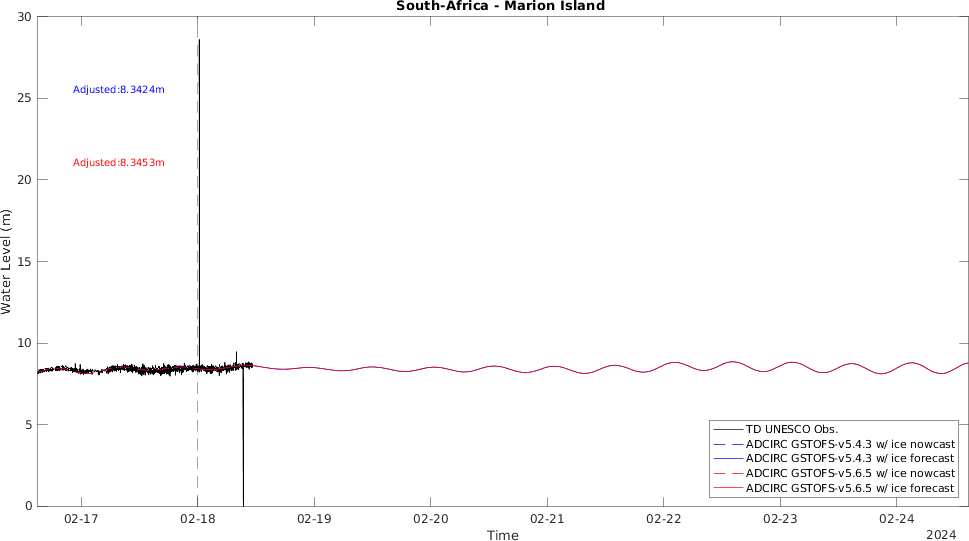 South-Africa - Marion Island
30
25
20
15
10
5
0
Water Level (m)
Adjusted:8.3424m
Adjusted:8.3453m
TD UNESCO Obs.
ADCIRC GSTOFS-v5.4.3 w/ ice nowcast
ADCIRC GSTOFS-v5.4.3 w/ ice forecast
ADCIRC GSTOFS-v5.6.5 w/ ice nowcast
ADCIRC GSTOFS-v5.6.5 w/ ice forecast
02-17 02-18 02-19 02-20 02-21 02-22 02-23 02-24
Time
2024